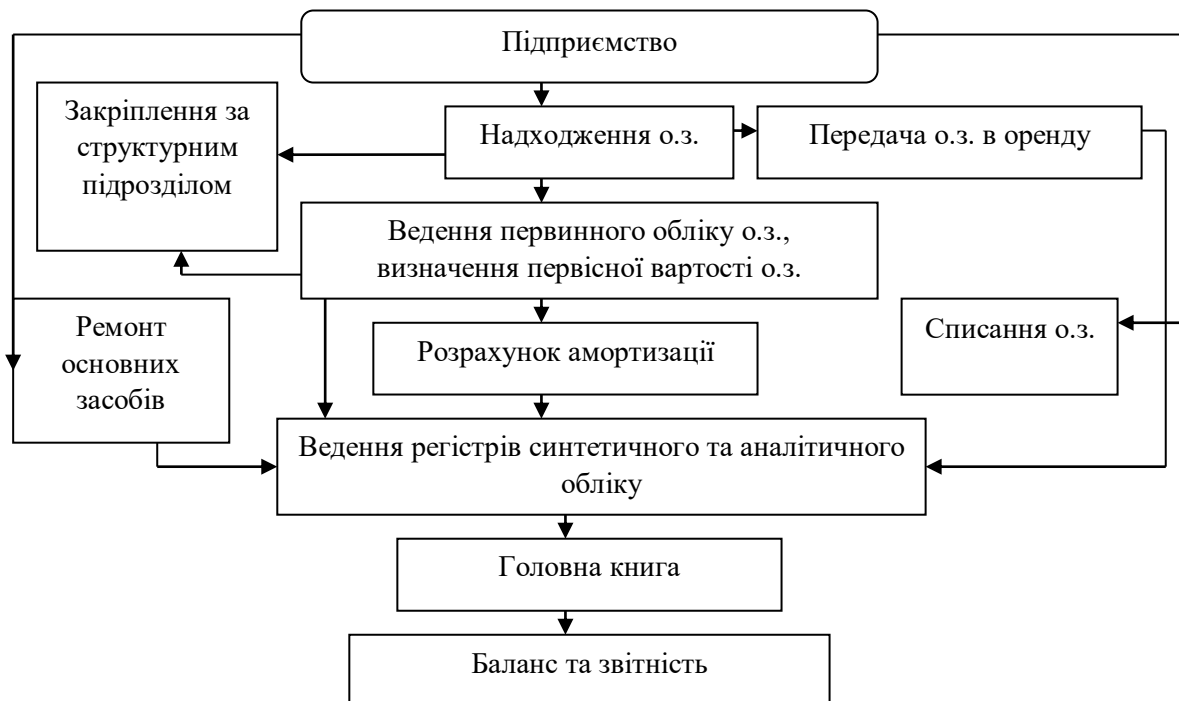 Підприємство
Закріплення за
структурним
підрозділом
Надходження о.з.
Передача о.з. в оренду
Ведення первинного обліку о.з.,
визначення первісної вартості о.з.
Ремонт
основних
засобів
Розрахунок амортизації
Списання о.з.
Ведення регістрів синтетичного та аналітичного
обліку
Головна книга
Баланс та звітність